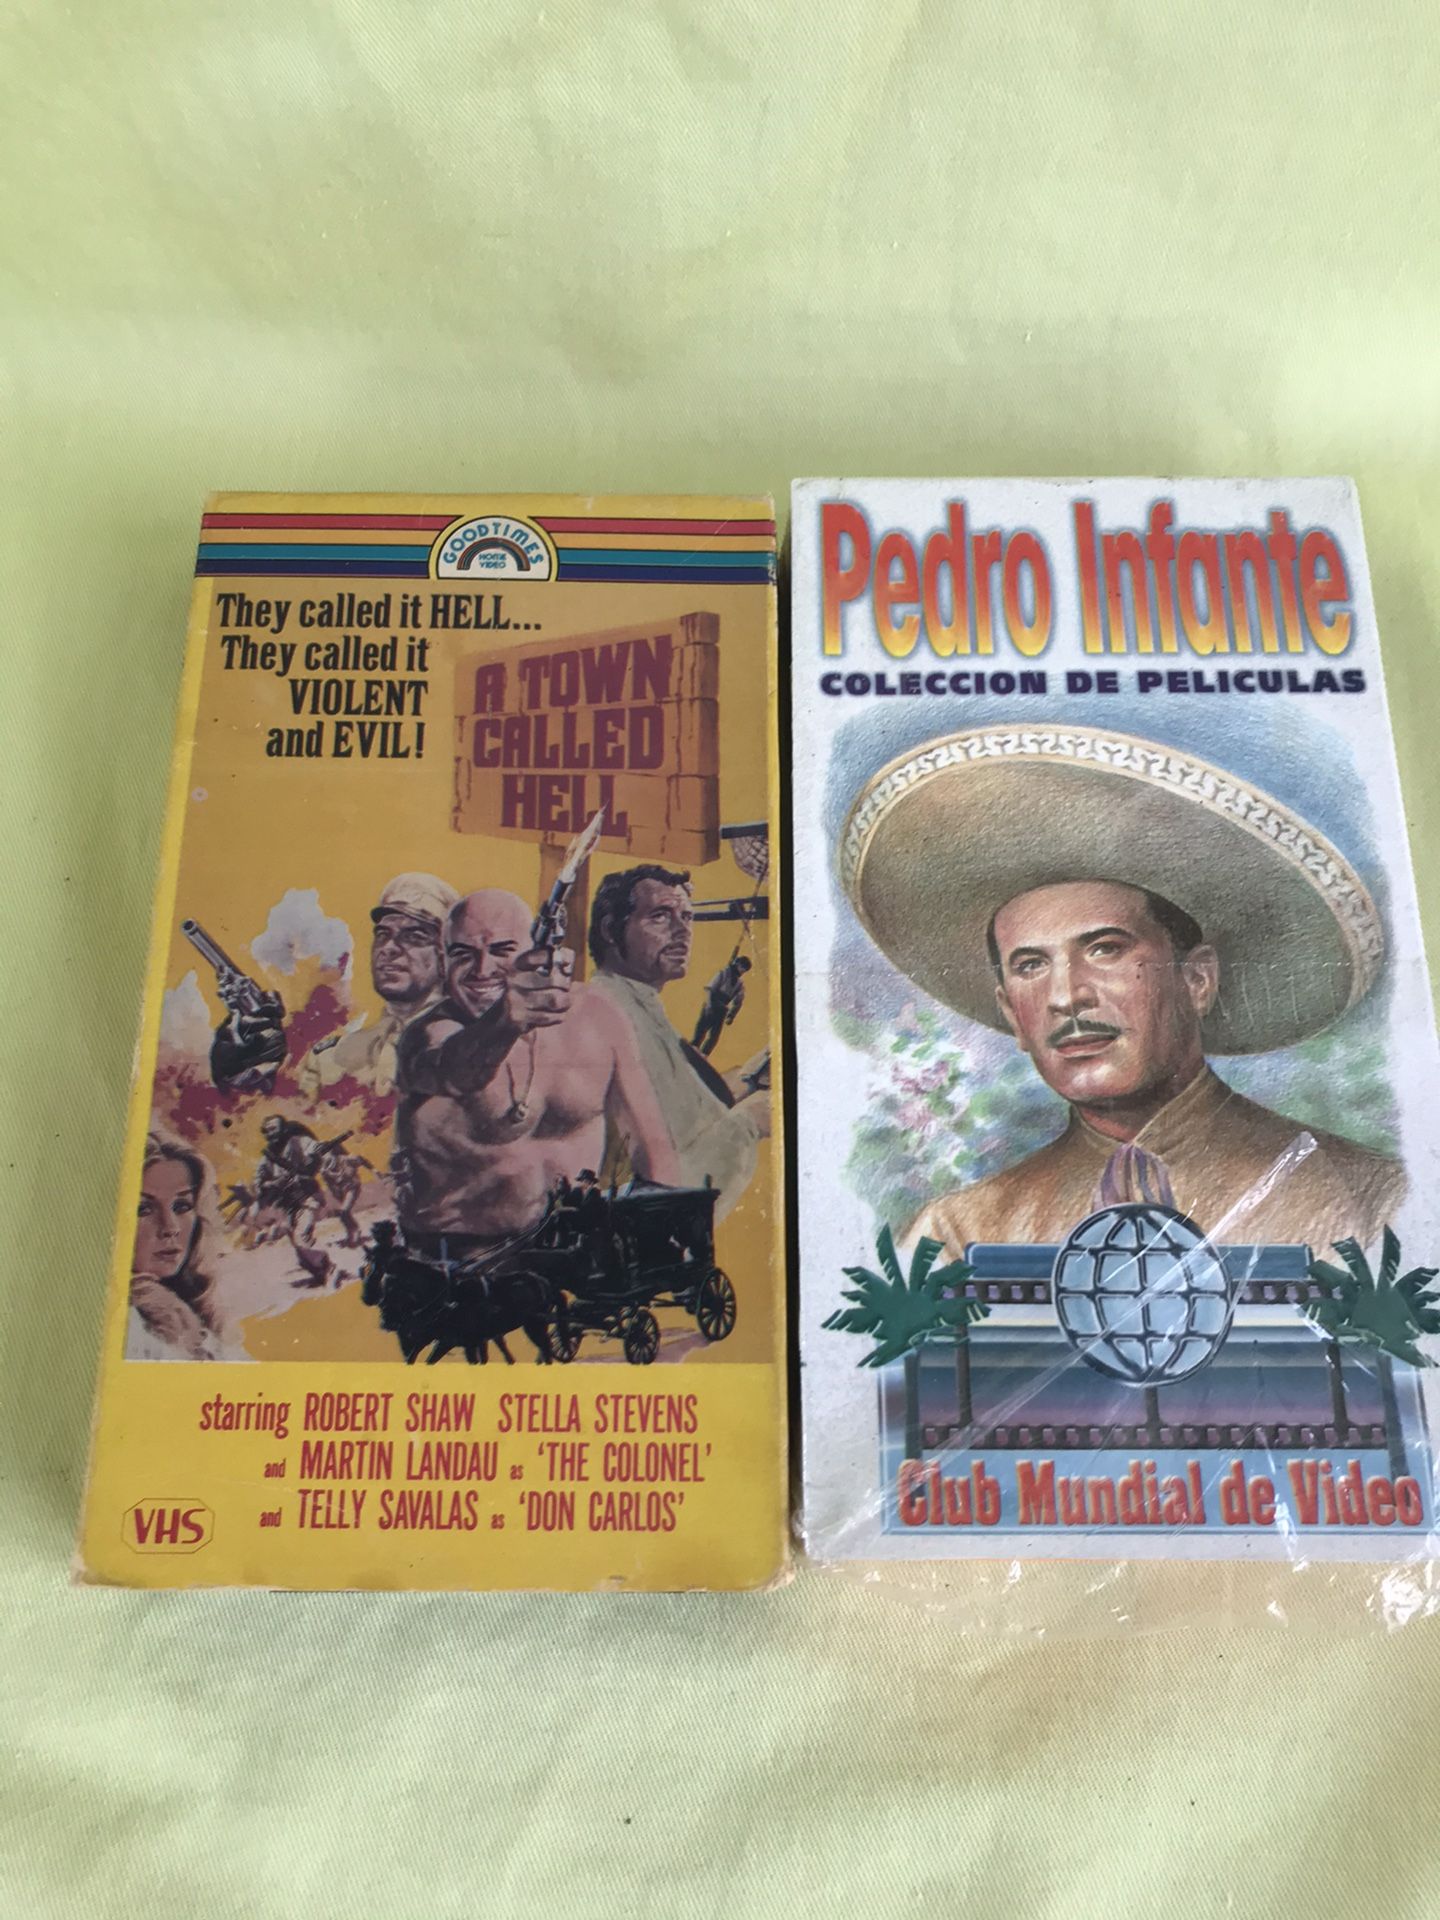 GOODTIMES
HOME
VIDEO
They called it HELL...
They called it
VIOLENT
and EVIL!
A TOWN
CALLED
HELL
starring ROBERT SHAW STELLA STEVENS
and MARTIN LANDAU as 'THE COLONEL'
and TELLY SAVALAS as 'DON CARLOS'
VHS
Pedro Infante
COLECCION DE PELICULAS
Club Mundial de Video